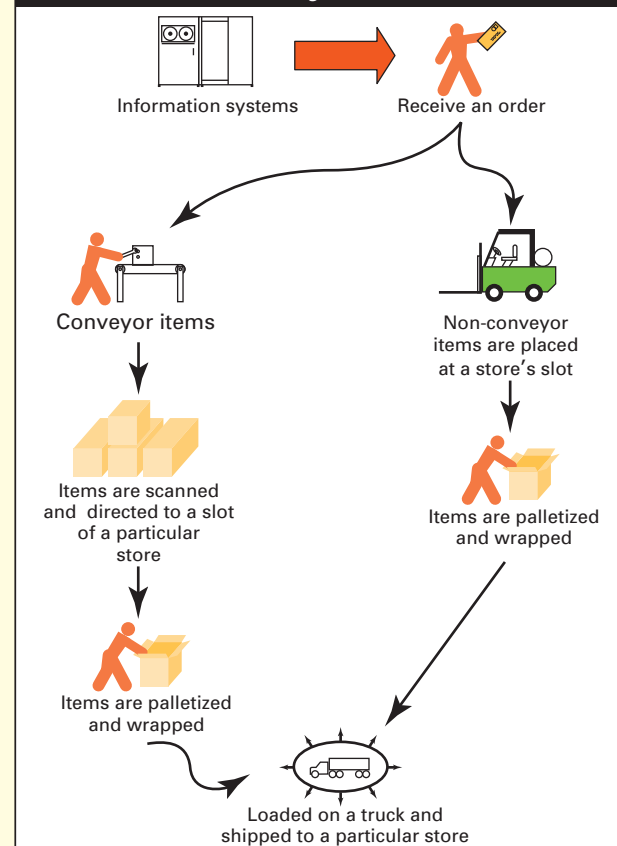 Information systems
Receive an order
Conveyor items
Non-conveyor
items are placed
at a store's slot
Items are scanned
and directed to a slot
of a particular
store
Items are palletized
and wrapped
Items are palletized
and wrapped
Loaded on a truck and
shipped to a particular store